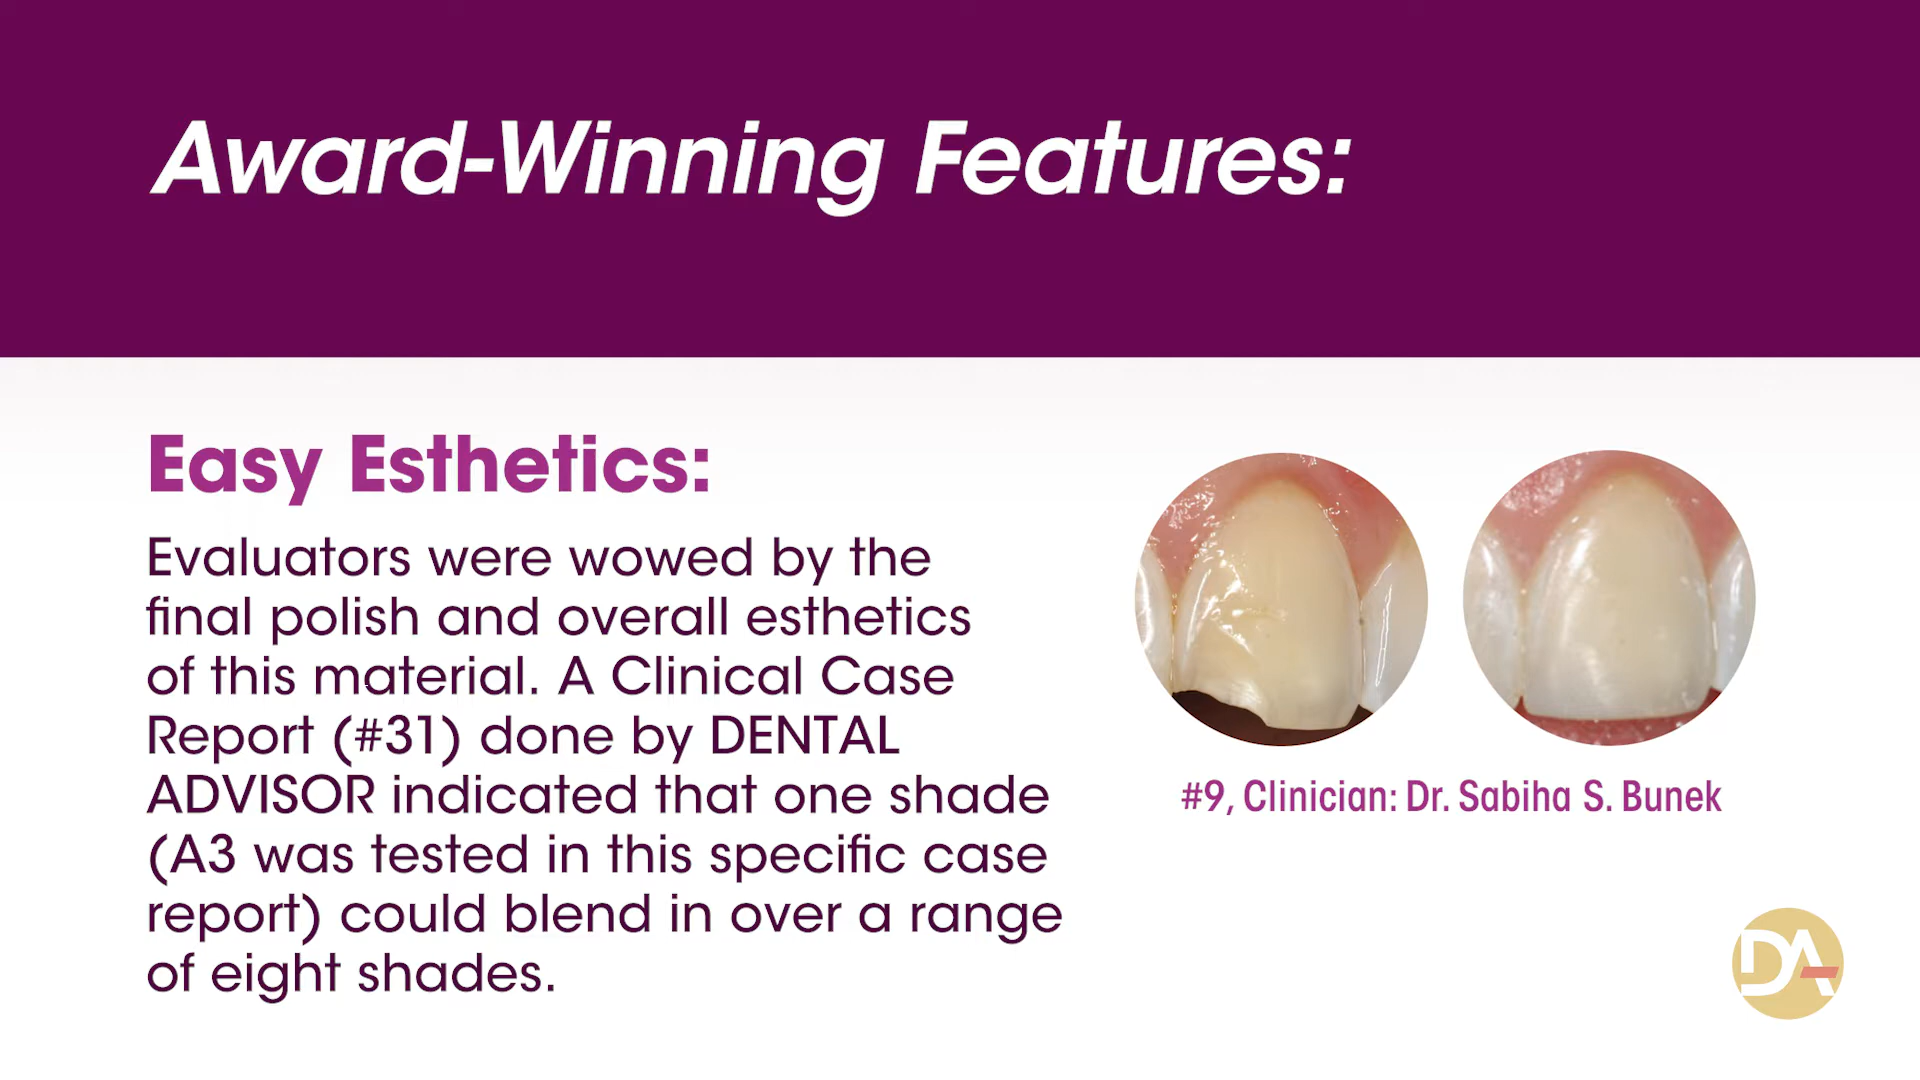 Award-Winning Features:
Easy Esthetics:
Evaluators were wowed by the
final polish and overall esthetics
of this material. A Clinical Case
Report (#31) done by DENTAL
ADVISOR indicated that one shade
(A3 was tested in this specific case
report) could blend in over a range
of eight shades.
#9, Clinician: Dr. Sabiha S. Bunek
DA